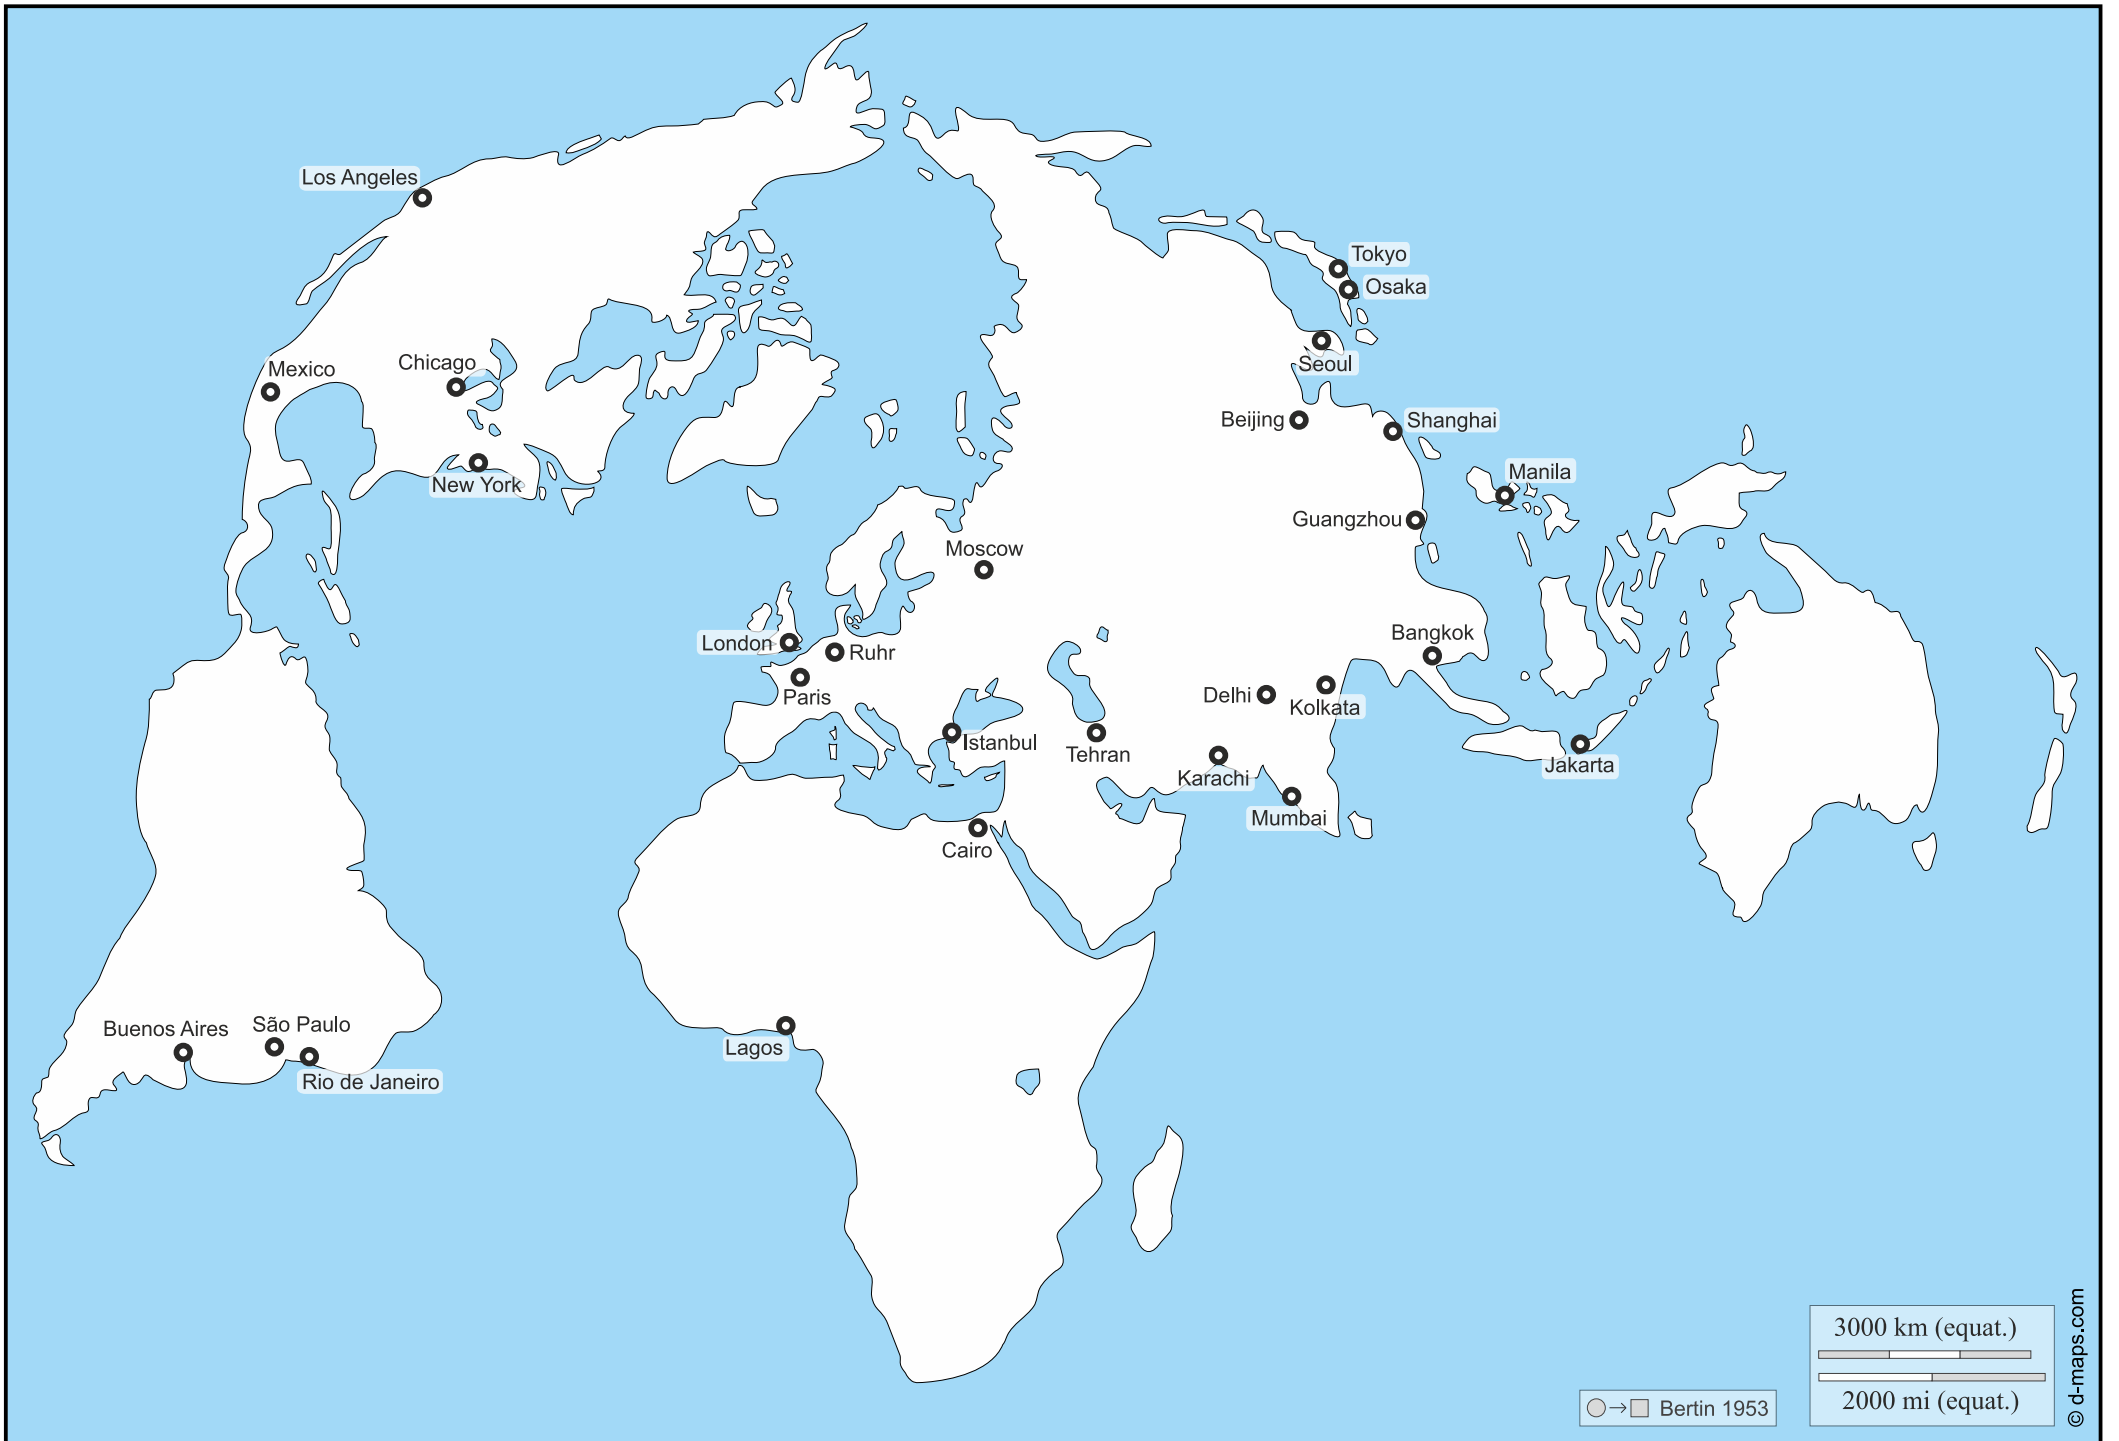 Los Angeles
Tokyo
Osaka
Seoul
Mexico
Chicago
Beijing
Shanghai
New York
Manila
Guangzhou
Moscow
London
Ruhr
Paris
Bangkok
Delhi
Kolkata
Istanbul
Tehran
Karachi
Jakarta
Mumbai
Cairo
Buenos Aires
São Paulo
Rio de Janeiro
Lagos
3000 km (equat.)
2000 mi (equat.)
Bertin 1953
© d-maps.com